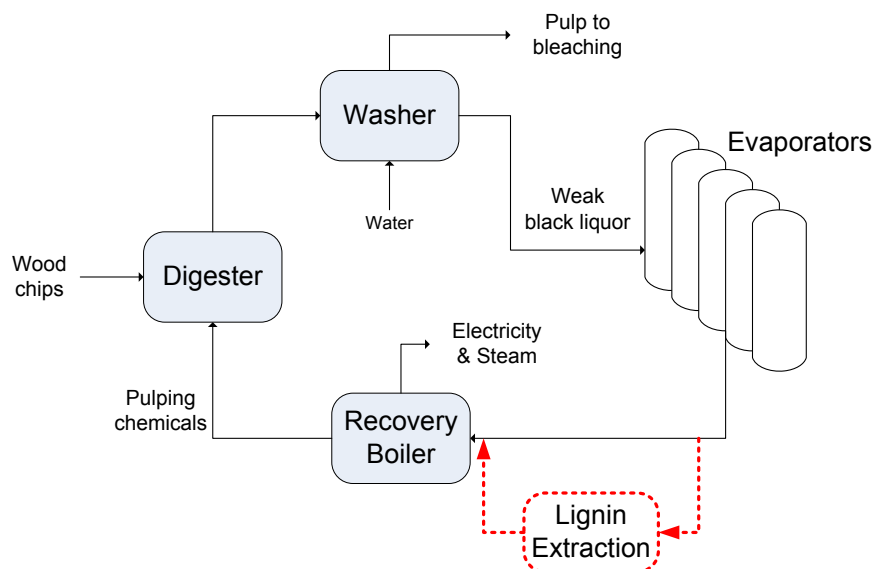 Pulp to
bleaching
Washer
Evaporators
Water
Weak
black liquor
Wood
chips
Digester
Electricity
& Steam
Pulping
chemicals
Recovery
Boiler
Lignin
Extraction